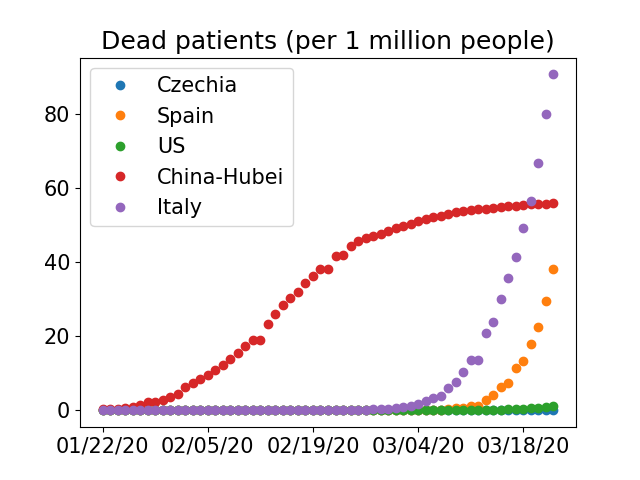 Dead patients (per 1 million people)
Czechia
Spain
US
China-Hubei
Italy
80
60
40
20
0
01/22/20 02/05/20 02/19/20 03/04/20 03/18/20